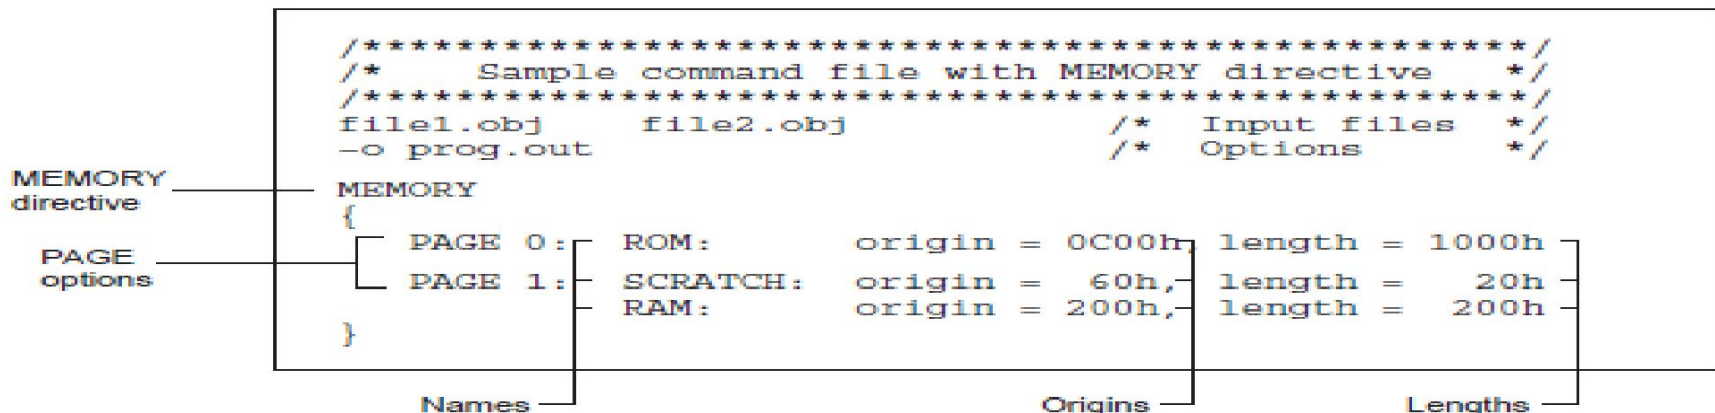 /**************************************************/
/*    Sample command file with MEMORY directive   */
/**************************************************/
file1.obj    file2.obj            /*  Input files  */
-o prog.out                       /*  Options      */
MEMORY
directive
MEMORY
{
PAGE
options
PAGE 0:  ROM:      origin = 0C00h, length = 1000h
PAGE 1:  SCRATCH:  origin =   60h, length =   20h
RAM:      origin =  200h, length =  200h
}
Names
Origins
Lengths